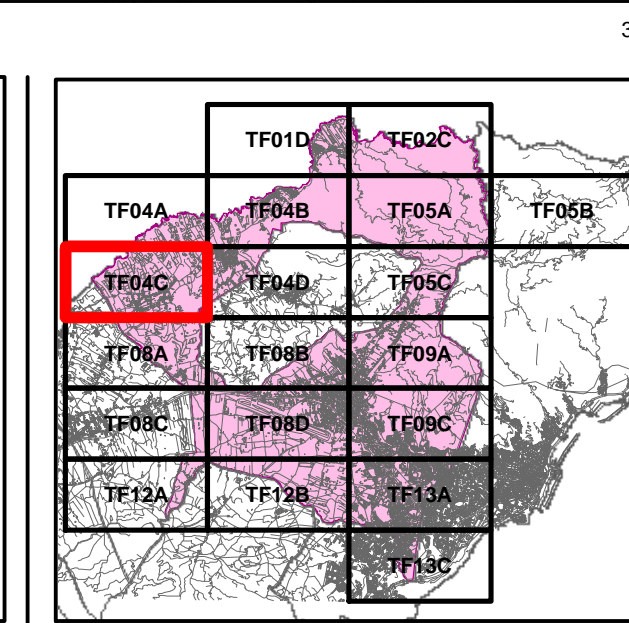 3
TF01D TF02C
TF04A TF04B TF05A TF05B
TF04C TF04D TF05C
TF08A TF08B TF09A
TF08C TF08D TF09C
TF12A TF12B TF13A
TF13C